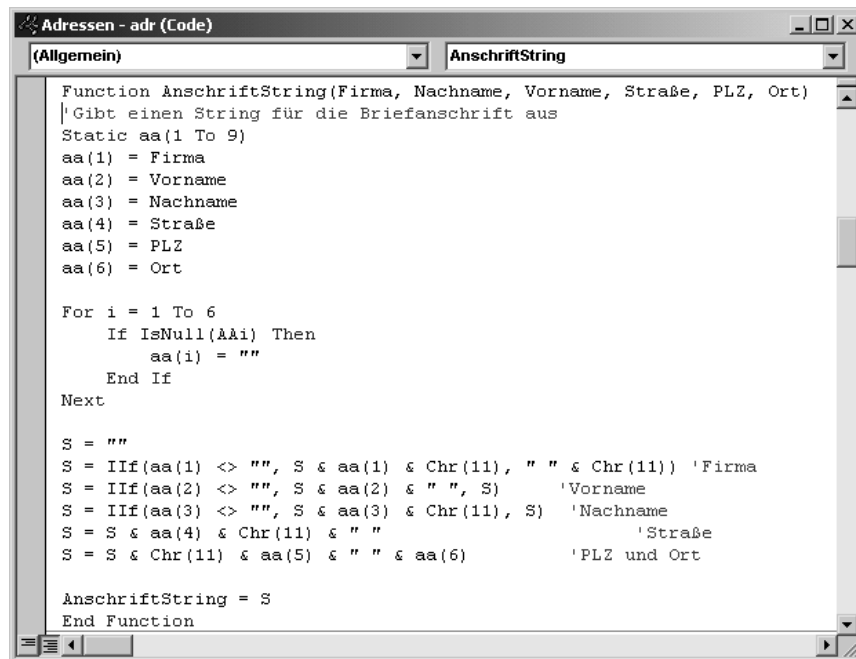 Adressen - adr (Code)
(Allgemein) AnschriftString
Function AnschriftString(Firma, Nachname, Vorname, Straße, PLZ, Ort)
'Gibt einen String für die Briefanschrift aus
Static aa(1 To 9)
aa(1) = Firma
aa(2) = Vorname
aa(3) = Nachname
aa(4) = Straße
aa(5) = PLZ
aa(6) = Ort
For i = 1 To 6
If IsNull(AAi) Then
aa(i) = ""
End If
Next
S = ""
S = IIf(aa(1) <> "", S & aa(1) & Chr(11), " " & Chr(11)) 'Firma
S = IIf(aa(2) <> "", S & aa(2) & " ", S) 'Vorname
S = IIf(aa(3) <> "", S & aa(3) & Chr(11), S) 'Nachname
S = S & aa(4) & Chr(11) & " " 'Straße
S = S & Chr(11) & aa(5) & " " & aa(6) 'PLZ und Ort
AnschriftString = S
End Function